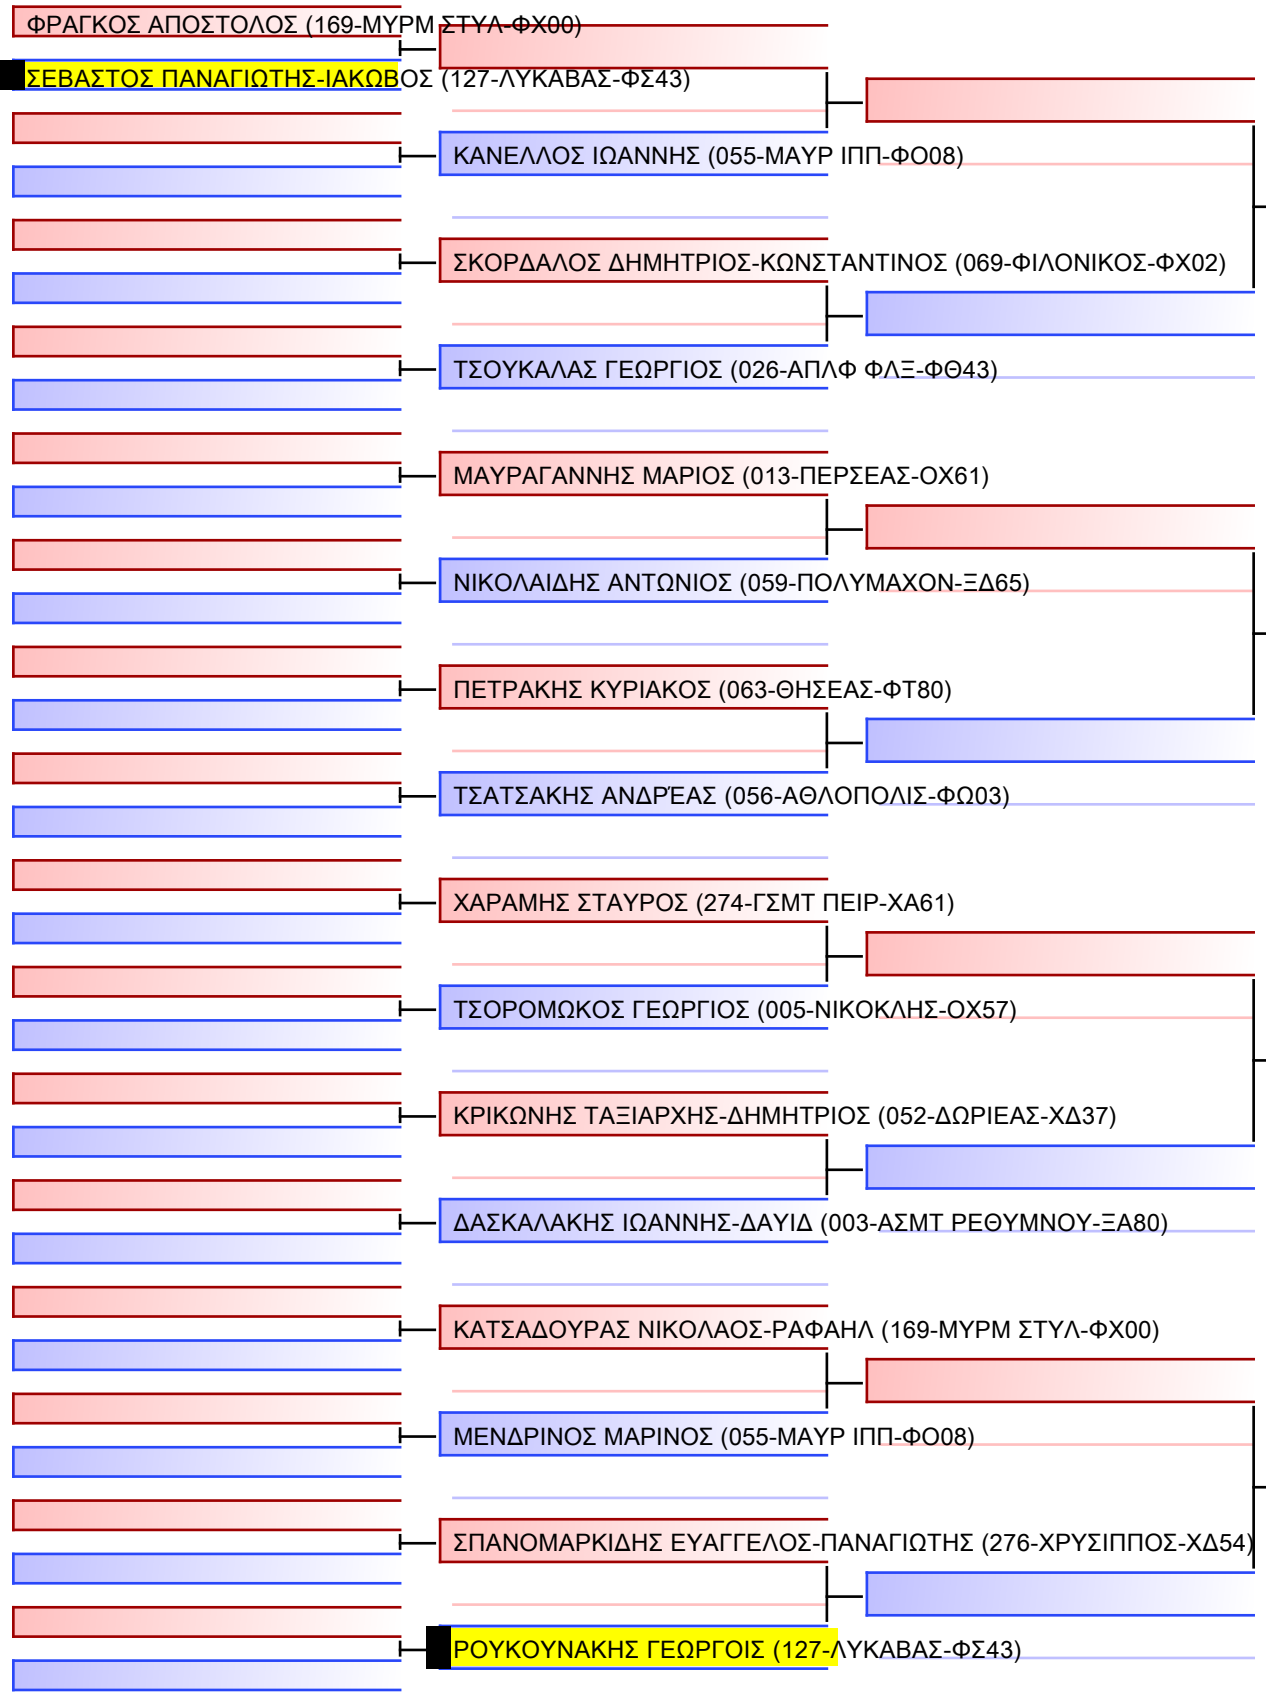 ΦΡΑΓΚΟΣ ΑΠΟΣΤΟΛΟΣ (169-ΜΥΡΜ ΣΤΥΛ-ΦΧ00)
ΣΕΒΑΣΤΟΣ ΠΑΝΑΓΙΩΤΗΣ-ΙΑΚΩΒΟΣ (127-ΛΥΚΑΒΑΣ-ΦΣ43)
ΚΑΝΕΛΛΟΣ ΙΩΑΝΝΗΣ (055-ΜΑΥΡ ΙΠΠ-ΦΟ08)
ΣΚΟΡΔΑΛΟΣ ΔΗΜΗΤΡΙΟΣ-ΚΩΝΣΤΑΝΤΙΝΟΣ (069-ΦΙΛΟΝΙΚΟΣ-ΦΧ02)
ΤΣΟΥΚΑΛΑΣ ΓΕΩΡΓΙΟΣ (026-ΑΠΛΦ ΦΛΞ-ΦΘ43)
ΜΑΥΡΑΓΑΝΝΗΣ ΜΑΡΙΟΣ (013-ΠΕΡΣΕΑΣ-ΟΧ61)
ΝΙΚΟΛΑΙΔΗΣ ΑΝΤΩΝΙΟΣ (059-ΠΟΛΥΜΑΧΟΝ-ΞΔ65)
ΠΕΤΡΑΚΗΣ ΚΥΡΙΑΚΟΣ (063-ΘΗΣΕΑΣ-ΦΤ80)
ΤΣΑΤΣΑΚΗΣ ΑΝΔΡΈΑΣ (056-ΑΘΛΟΠΟΛΙΣ-ΦΩ03)
ΧΑΡΑΜΗΣ ΣΤΑΥΡΟΣ (274-ΓΣΜΤ ΠΕΙΡ-ΧΑ61)
ΤΣΟΡΟΜΩΚΟΣ ΓΕΩΡΓΙΟΣ (005-ΝΙΚΟΚΛΗΣ-ΟΧ57)
ΚΡΙΚΩΝΗΣ ΤΑΞΙΑΡΧΗΣ-ΔΗΜΗΤΡΙΟΣ (052-ΔΩΡΙΕΑΣ-ΧΔ37)
ΔΑΣΚΑΛΑΚΗΣ ΙΩΑΝΝΗΣ-ΔΑΥΙΔ (003-ΑΣΜΤ ΡΕΘΥΜΝΟΥ-ΞΑ80)
ΚΑΤΣΑΔΟΥΡΑΣ ΝΙΚΟΛΑΟΣ-ΡΑΦΑΗΛ (169-ΜΥΡΜ ΣΤΥΛ-ΦΧ00)
ΜΕΝΔΡΙΝΟΣ ΜΑΡΙΝΟΣ (055-ΜΑΥΡ ΙΠΠ-ΦΟ08)
ΣΠΑΝΟΜΑΡΚΙΔΗΣ ΕΥΑΓΓΕΛΟΣ-ΠΑΝΑΓΙΩΤΗΣ (276-ΧΡΥΣΙΠΠΟΣ-ΧΔ54)
ΡΟΥΚΟΥΝΑΚΗΣ ΓΕΩΡΓΟΙΣ (127-ΛΥΚΑΒΑΣ-ΦΣ43)